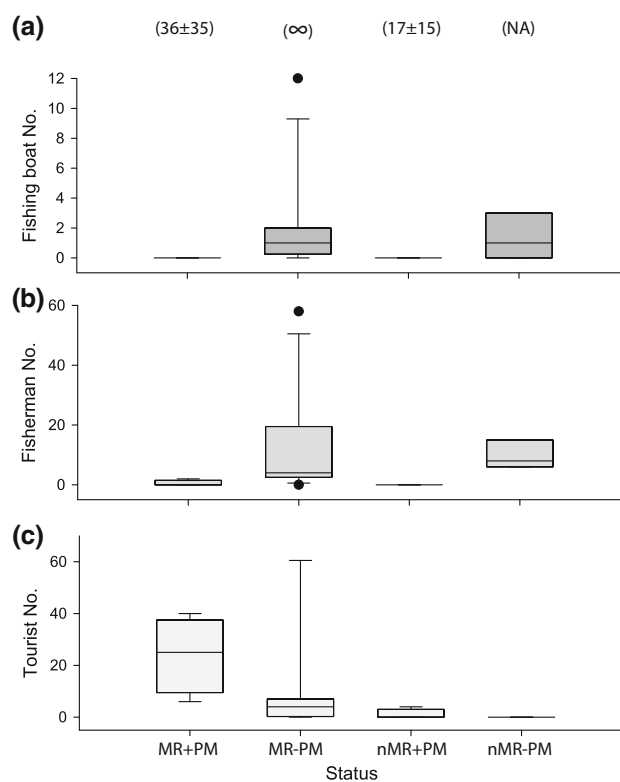 (a) (36±35) (∞) (17±15) (NA)
12
10
8
6
4
2
0
Fishing boat No.
(b)
60
40
20
0
Fisherman No.
(c)
60
40
20
0
Tourist No.
MR+PM MR-PM nMR+PM nMR-PM
Status